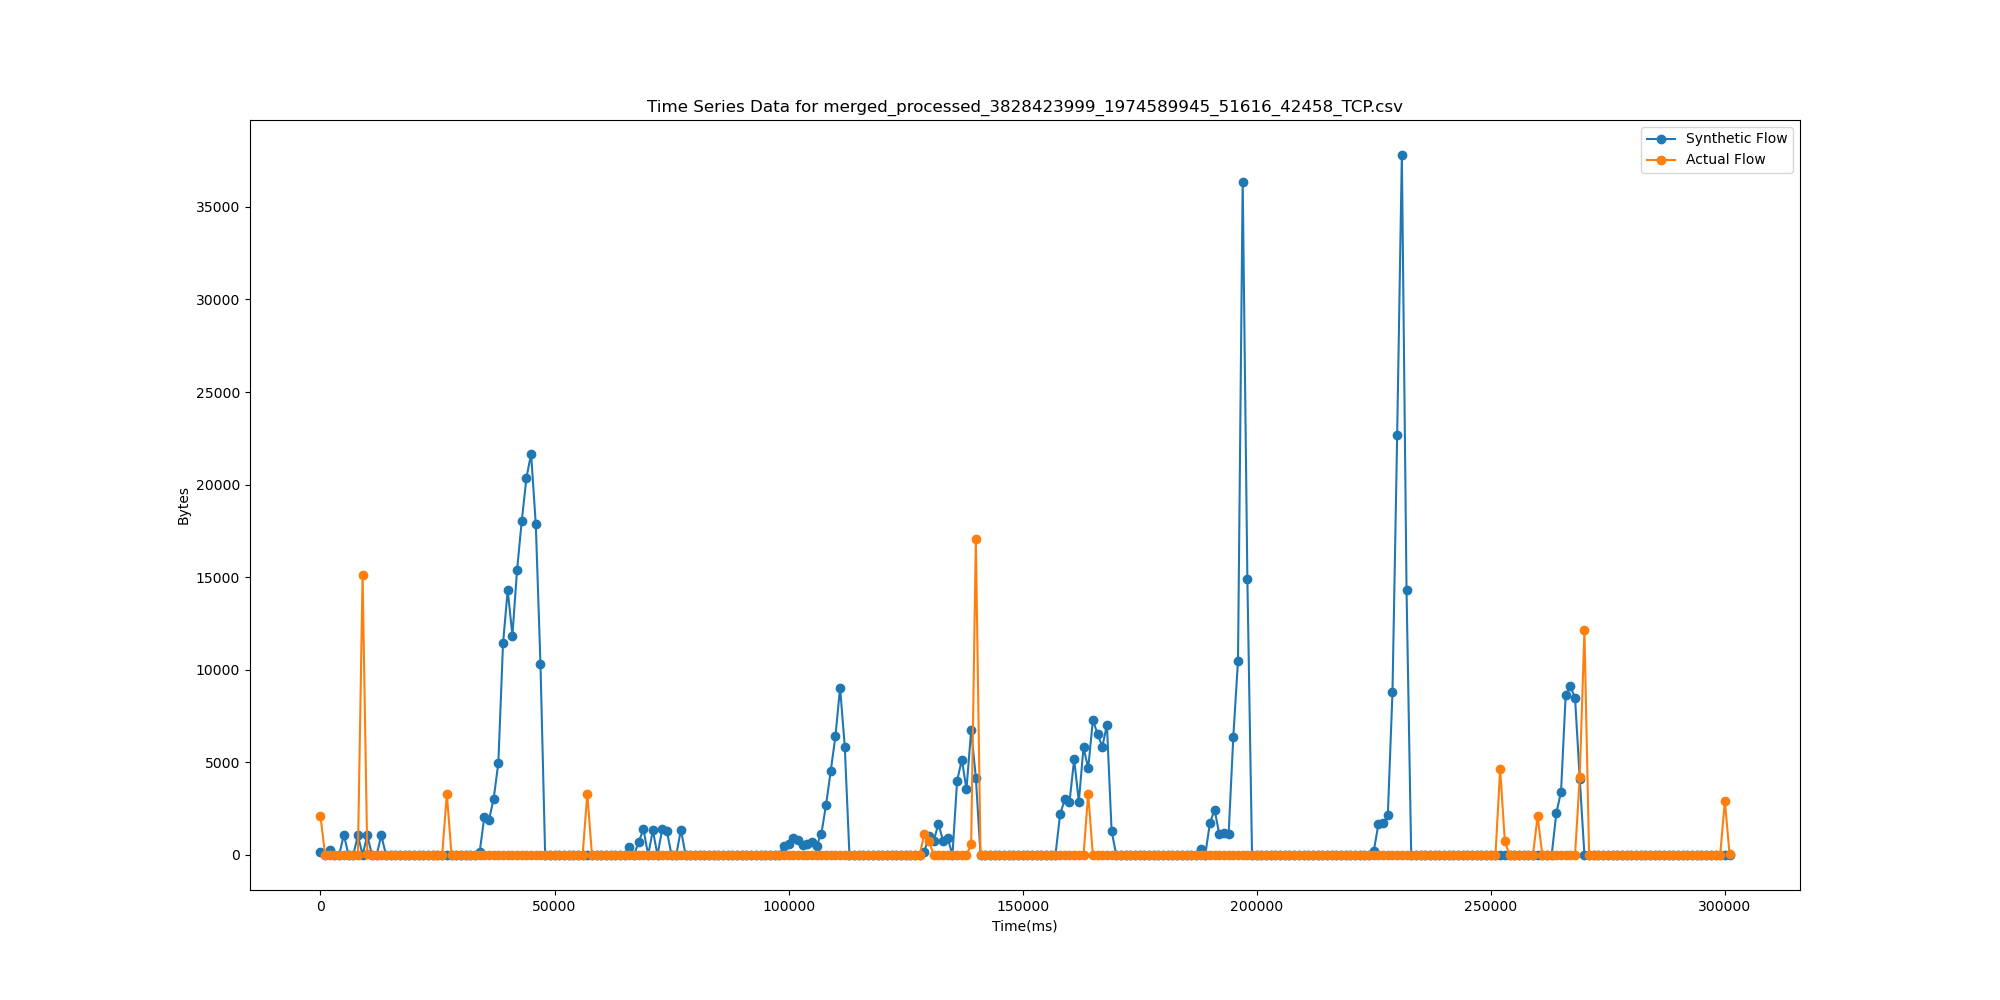 Time Series Data for merged_processed_3828423999_1974589945_51616_42458_TCP.csv
Synthetic Flow
Actual Flow
35000
30000
25000
20000
15000
10000
5000
0
Bytes
0 50000 100000 150000 200000 250000 300000
Time(ms)